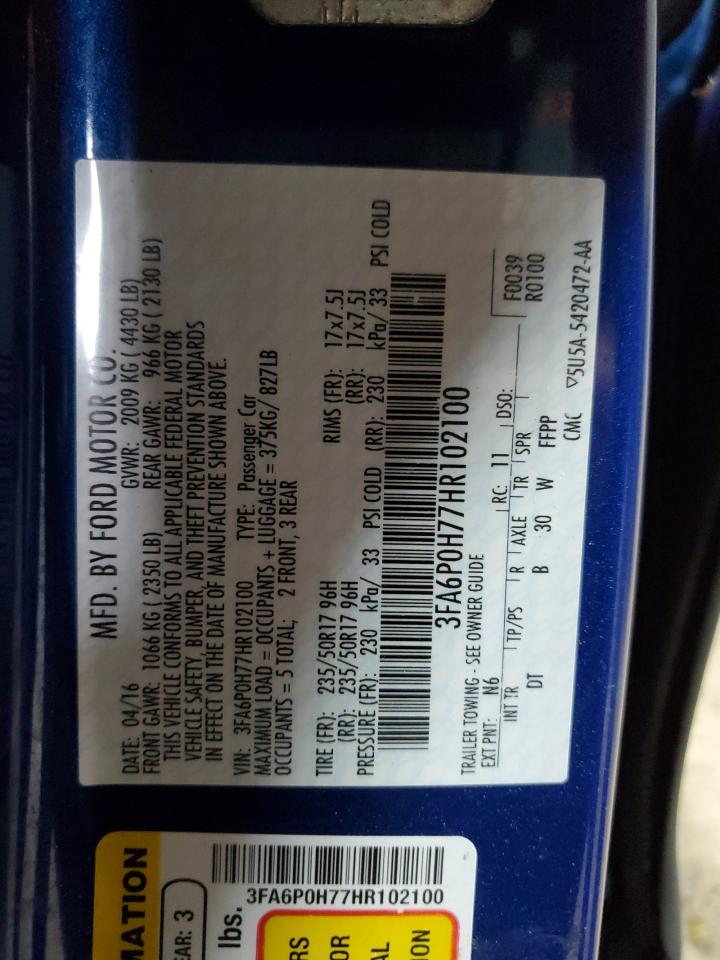 MFD. BY FORD MOTOR CO.
DATE: 04/16 GVWR: 2009 KG ( 4430 LB)
FRONT GAWR: 1066 KG ( 2350 LB) REAR GAWR: 966 KG ( 2130 LB)
THIS VEHICLE CONFORMS TO ALL APPLICABLE FEDERAL MOTOR
VEHICLE SAFETY, BUMPER, AND THEFT PREVENTION STANDARDS
IN EFFECT ON THE DATE OF MANUFACTURE SHOWN ABOVE.
VIN: 3FA6P0H77HR102100 TYPE: Passenger Car
MAXIMUM LOAD = OCCUPANTS + LUGGAGE = 375KG/ 827LB
OCCUPANTS = 5 TOTAL; 2 FRONT, 3 REAR
TIRE (FR): 235/50R17 96H RIMS (FR): 17x7.5J
(RR): 235/50R17 96H (RR): 17x7.5J
PRESSURE (FR): 230 kPa/ 33 PSI COLD (RR): 230 kPa/ 33 PSI COLD
3FA6P0H77HR102100
TRAILER TOWING - SEE OWNER GUIDE F0039
EXT PNT: N6 RC: 11 DSO: R0100
INT TR TP/PS R AXLE TR SPR
DT B 30 W FFPP
CMC ▽5U5A-5420472-AA
MATION
EAR: 3
lbs.
3FA6P0H77HR102100
RS
OR
AL
ON